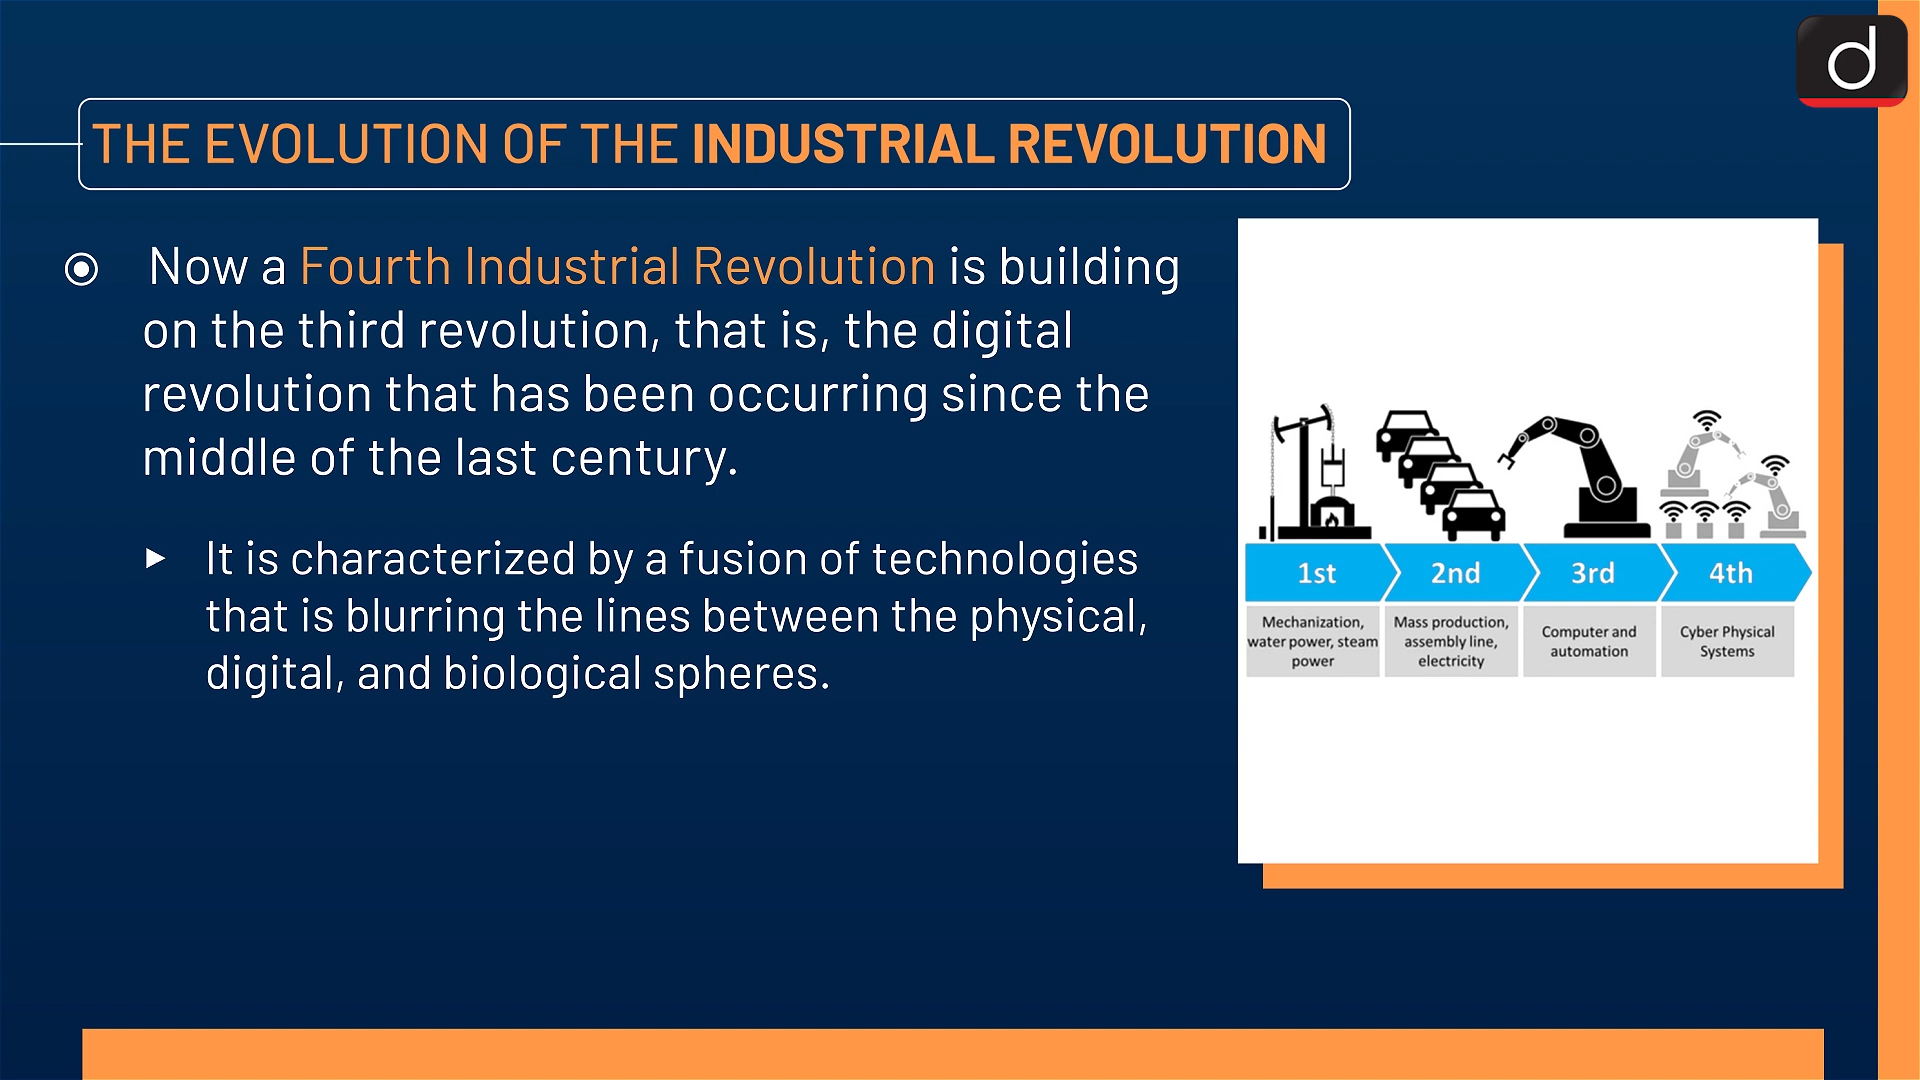 d
THE EVOLUTION OF THE INDUSTRIAL REVOLUTION
Now a Fourth Industrial Revolution is building
on the third revolution, that is, the digital
revolution that has been occurring since the
middle of the last century.
It is characterized by a fusion of technologies
that is blurring the lines between the physical,
digital, and biological spheres.
1st
2nd
3rd
4th
Mechanization,
water power, steam
power
Mass production,
assembly line,
electricity
Computer and
automation
Cyber Physical
Systems